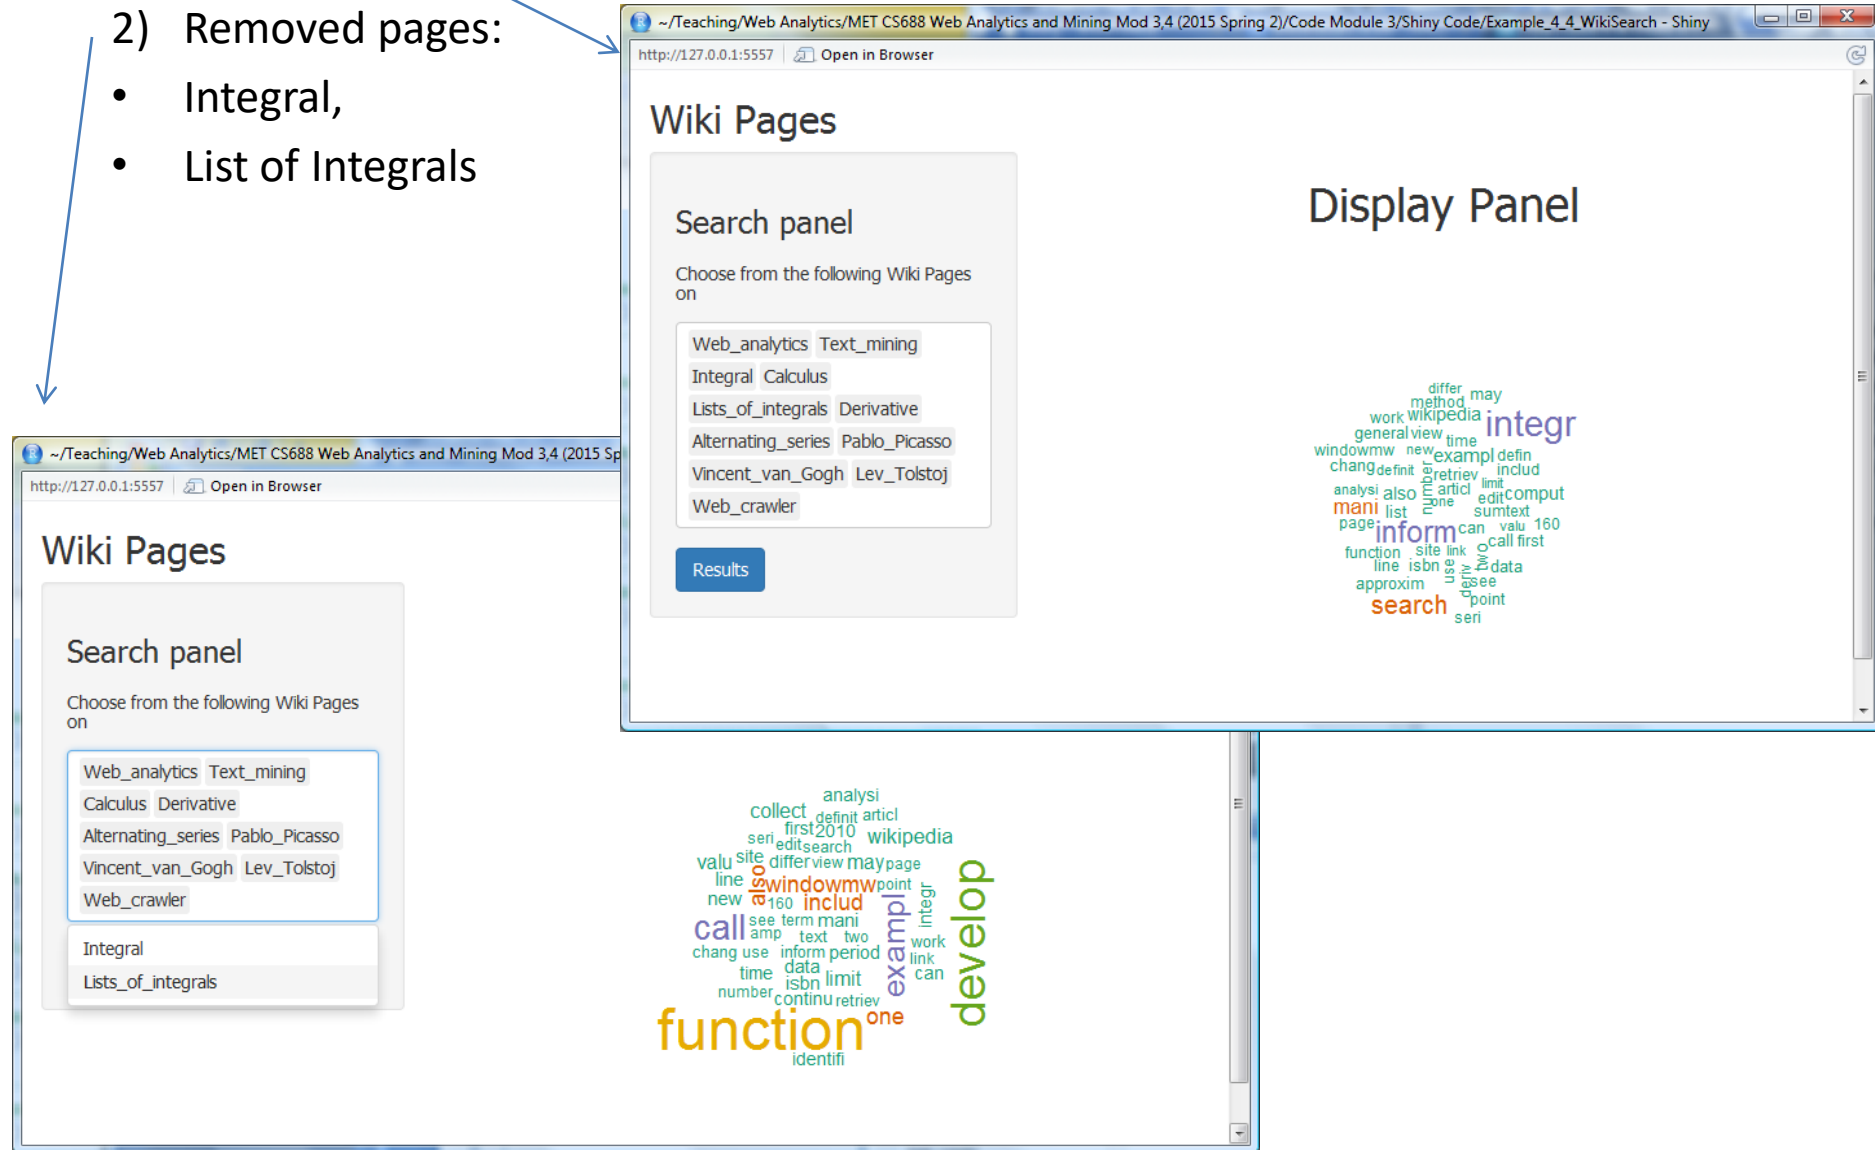 2) Removed pages:
• Integral,
• List of Integrals
~/Teaching/Web Analytics/MET CS688 Web Analytics and Mining Mod 3,4 (2015 Spring 2)/Code Module 3/Shiny Code/Example_4_4_WikiSearch - Shiny
http://127.0.0.1:5557 Open in Browser
Wiki Pages
Search panel
Choose from the following Wiki Pages
on
Web_analytics Text_mining
Integral Calculus
Lists_of_integrals Derivative
Alternating_series Pablo_Picasso
Vincent_van_Gogh Lev_Tolstoj
Web_crawler
Results
Display Panel
differ may
method
work wikipedia integr
general view time
windowmw new exampl defin
chang definit retriev includ
number
analysi also articl limit
one edit comput
mani list sumtext
page inform can valu 160
two call first
function site link
line isbn use data
deriv see
approxim
search point
seri
~/Teaching/Web Analytics/MET CS688 Web Analytics and Mining Mod 3,4 (2015 Sp
http://127.0.0.1:5557 Open in Browser
Wiki Pages
Search panel
Choose from the following Wiki Pages
on
Web_analytics Text_mining
Calculus Derivative
Alternating_series Pablo_Picasso
Vincent_van_Gogh Lev_Tolstoj
Web_crawler
Integral
Lists_of_integrals
analysi
collect definit articl
first 2010 wikipedia
seri edit search
valu site differ view may page
line also windowmw point integr
new 160 includ exampl develop
call see term mani
amp text two work
chang use inform period link
time data can
isbn limit
number continu retriev
function one
identifi